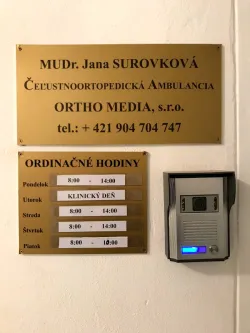 MUDr. Jana SUROVKOVÁ
ČEĽUSTNOORTOPEDICKÁ AMBULANCIA
ORTHO MEDIA, s.r.o.
tel.: + 421 904 704 747
ORDINAČNÉ HODINY
Pondelok 8:00 - 14:00
Utorok KLINICKÝ DEŇ
Streda 8:00 - 14:00
Štvrtok 8:00 - 14:00
Piatok 8:00 - :00